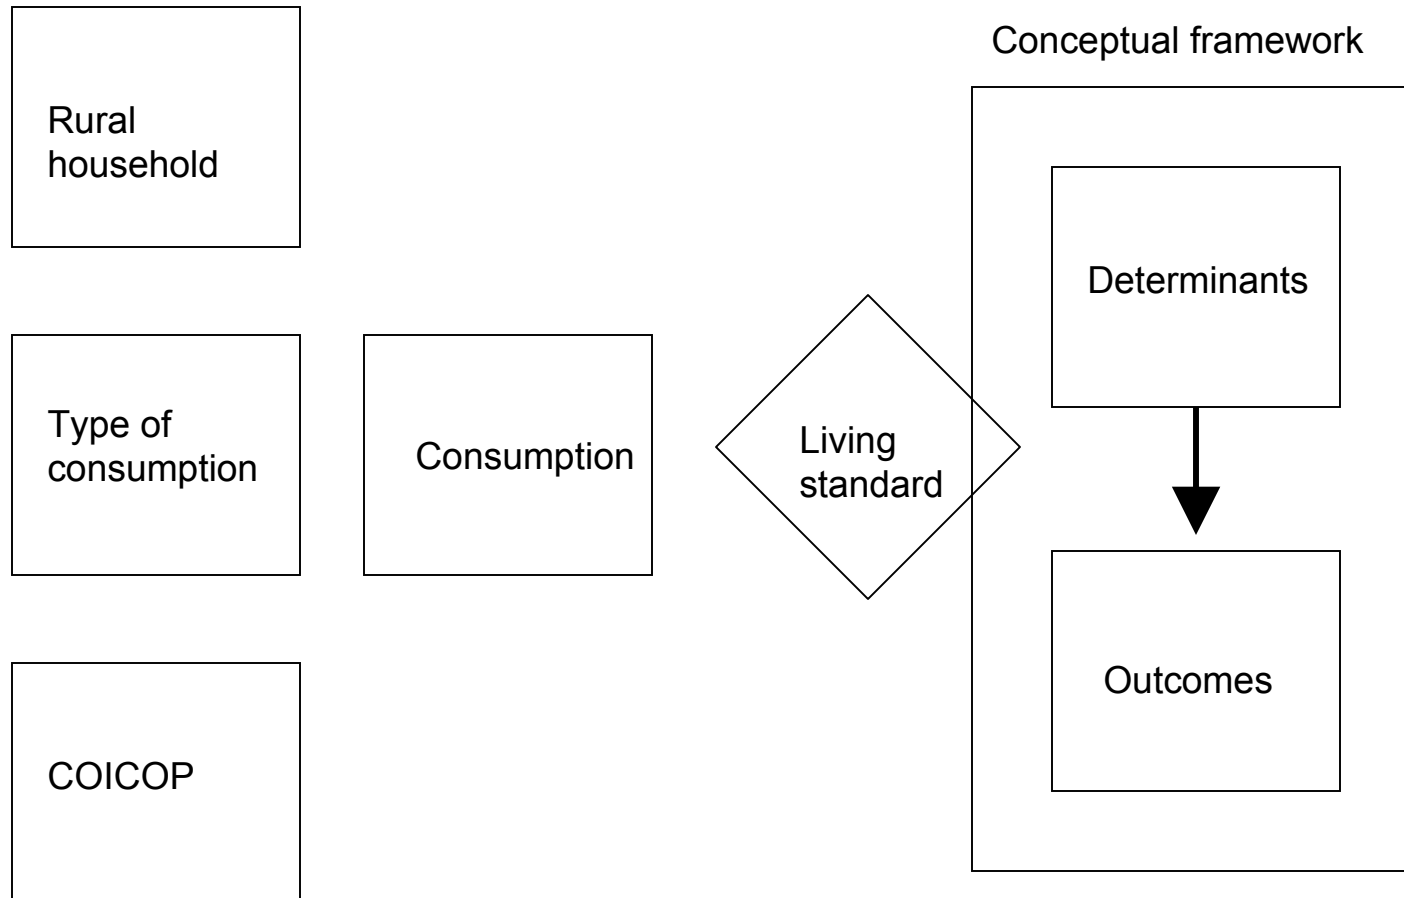 Conceptual framework
Rural
household
Determinants
Type of
consumption
Consumption
Living
standard
Outcomes
COICOP